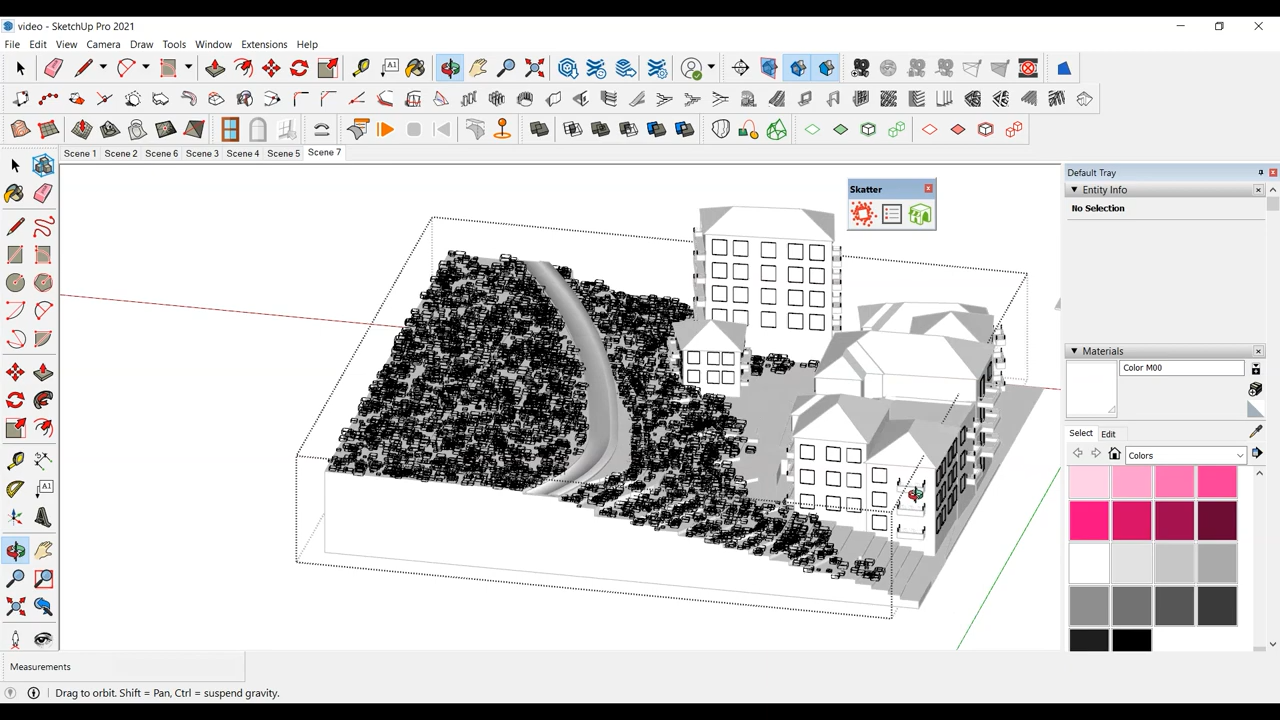 video - SketchUp Pro 2021
File Edit View Camera Draw Tools Window Extensions Help
Scene 1 Scene 2 Scene 6 Scene 3 Scene 4 Scene 5 Scene 7
Skatter
Default Tray
Entity Info
No Selection
Materials
Color M00
Select Edit
Colors
Measurements
Drag to orbit. Shift = Pan, Ctrl = suspend gravity.